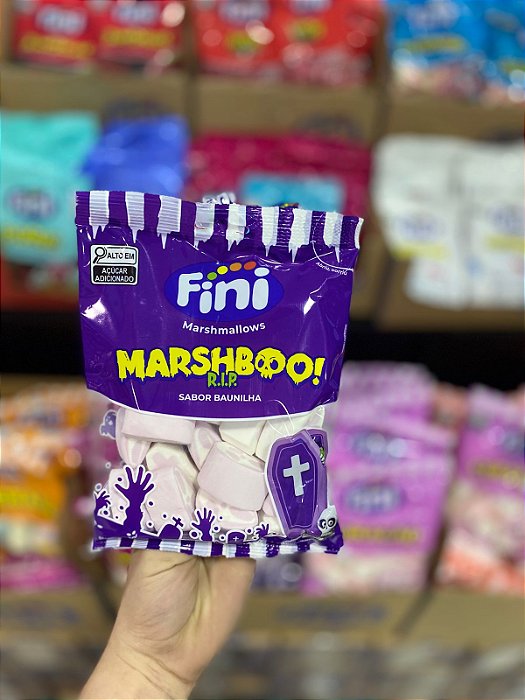 ALTO EM
AÇÚCAR
ADICIONADO
Fini
Marshmallows
MARSHBOO!
R.I.P.
SABOR BAUNILHA